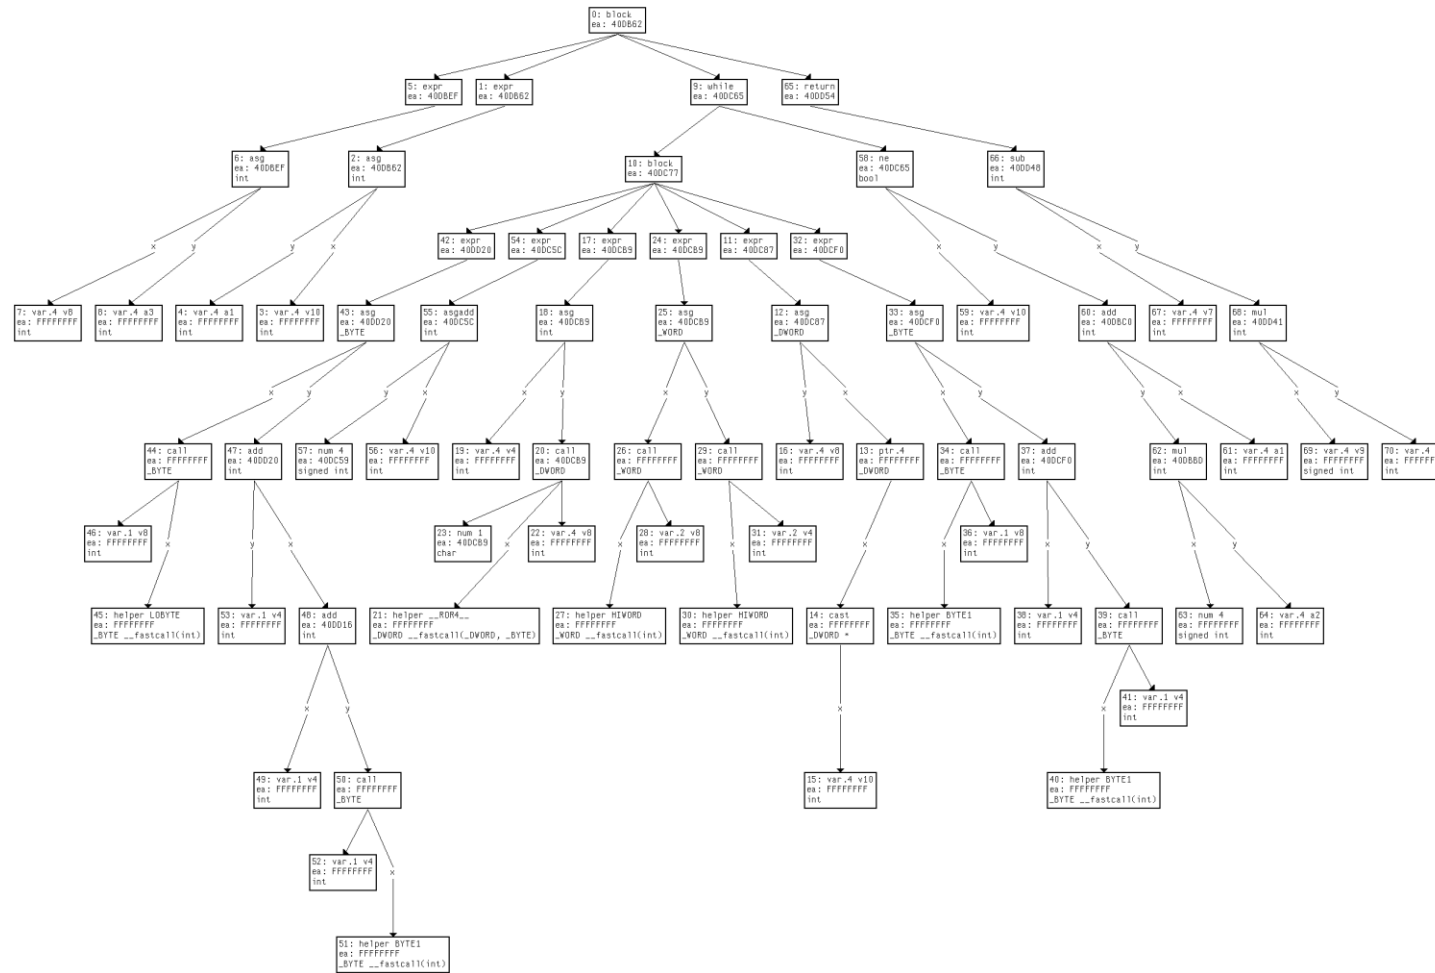 0: block
ea: 40DB62
5: expr
ea: 40DBEF
1: expr
ea: 40DB62
9: while
ea: 40DC65
65: return
ea: 40DD54
6: asg
ea: 40DBEF
int
2: asg
ea: 40DB62
int
10: block
ea: 40DC77
58: ne
ea: 40DC65
bool
66: sub
ea: 40DD48
int
42: expr
ea: 40DD20
54: expr
ea: 40DC5C
17: expr
ea: 40DCB9
24: expr
ea: 40DCB9
11: expr
ea: 40DC87
32: expr
ea: 40DCF0
x
y
y
x
x
y
x
y
7: var.4 v8
ea: FFFFFFFF
int
8: var.4 a3
ea: FFFFFFFF
int
4: var.4 a1
ea: FFFFFFFF
int
3: var.4 v10
ea: FFFFFFFF
int
43: asg
ea: 40DD20
_BYTE
55: asgadd
ea: 40DC5C
int
18: asg
ea: 40DCB9
int
25: asg
ea: 40DCB9
_WORD
12: asg
ea: 40DC87
_DWORD
33: asg
ea: 40DCF0
_BYTE
59: var.4 v10
ea: FFFFFFFF
int
60: add
ea: 40DBC0
int
67: var.4 v7
ea: FFFFFFFF
int
68: mul
ea: 40DD41
int
x
y
y
x
x
y
x
y
y
x
x
y
y
x
x
y
44: call
ea: FFFFFFFF
_BYTE
47: add
ea: 40DD20
int
57: num 4
ea: 40DC59
signed int
56: var.4 v10
ea: FFFFFFFF
int
19: var.4 v4
ea: FFFFFFFF
int
20: call
ea: 40DCB9
_DWORD
26: call
ea: FFFFFFFF
_WORD
29: call
ea: FFFFFFFF
_WORD
16: var.4 v8
ea: FFFFFFFF
int
13: ptr.4
ea: FFFFFFFF
_DWORD
34: call
ea: FFFFFFFF
_BYTE
37: add
ea: 40DCF0
int
62: mul
ea: 40DBBD
int
61: var.4 a1
ea: FFFFFFFF
int
69: var.4 v9
ea: FFFFFFFF
signed int
70: var.4
ea: FFFFFF
int
46: var.1 v8
ea: FFFFFFFF
int
23: num 1
ea: 40DCB9
char
22: var.4 v8
ea: FFFFFFFF
int
28: var.2 v8
ea: FFFFFFFF
int
31: var.2 v4
ea: FFFFFFFF
int
36: var.1 v8
ea: FFFFFFFF
int
x
y
x
x
x
x
x
x
x
y
x
y
45: helper LOBYTE
ea: FFFFFFFF
_BYTE __fastcall(int)
53: var.1 v4
ea: FFFFFFFF
int
48: add
ea: 40DD16
int
21: helper __ROR4__
ea: FFFFFFFF
_DWORD __fastcall(_DWORD, _BYTE)
27: helper HIWORD
ea: FFFFFFFF
_WORD __fastcall(int)
30: helper HIWORD
ea: FFFFFFFF
_WORD __fastcall(int)
14: cast
ea: FFFFFFFF
_DWORD *
35: helper BYTE1
ea: FFFFFFFF
_BYTE __fastcall(int)
38: var.1 v4
ea: FFFFFFFF
int
39: call
ea: FFFFFFFF
_BYTE
63: num 4
ea: FFFFFFFF
signed int
64: var.4 a2
ea: FFFFFFFF
int
41: var.1 v4
ea: FFFFFFFF
int
x
y
x
x
49: var.1 v4
ea: FFFFFFFF
int
50: call
ea: FFFFFFFF
_BYTE
15: var.4 v10
ea: FFFFFFFF
int
40: helper BYTE1
ea: FFFFFFFF
_BYTE __fastcall(int)
52: var.1 v4
ea: FFFFFFFF
int
x
51: helper BYTE1
ea: FFFFFFFF
_BYTE __fastcall(int)